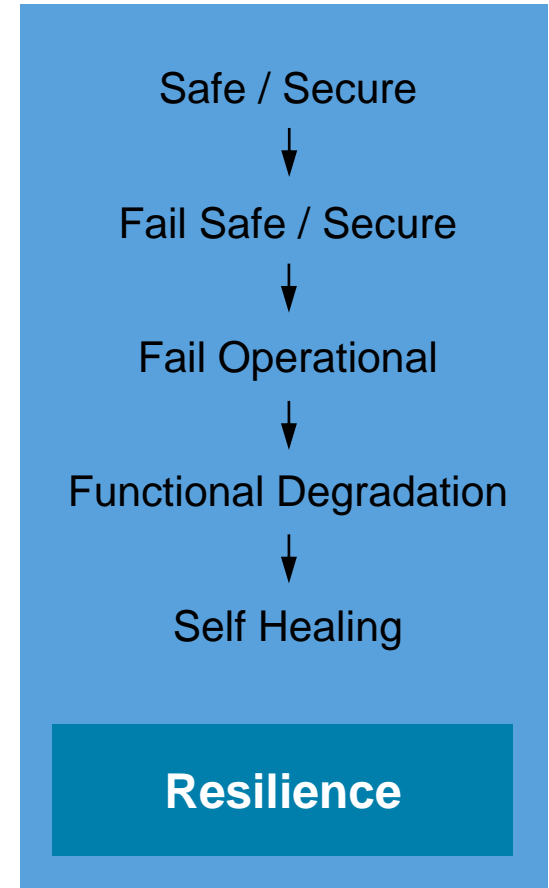 Safe / Secure
Fail Safe / Secure
Fail Operational
Functional Degradation
Self Healing
Resilience